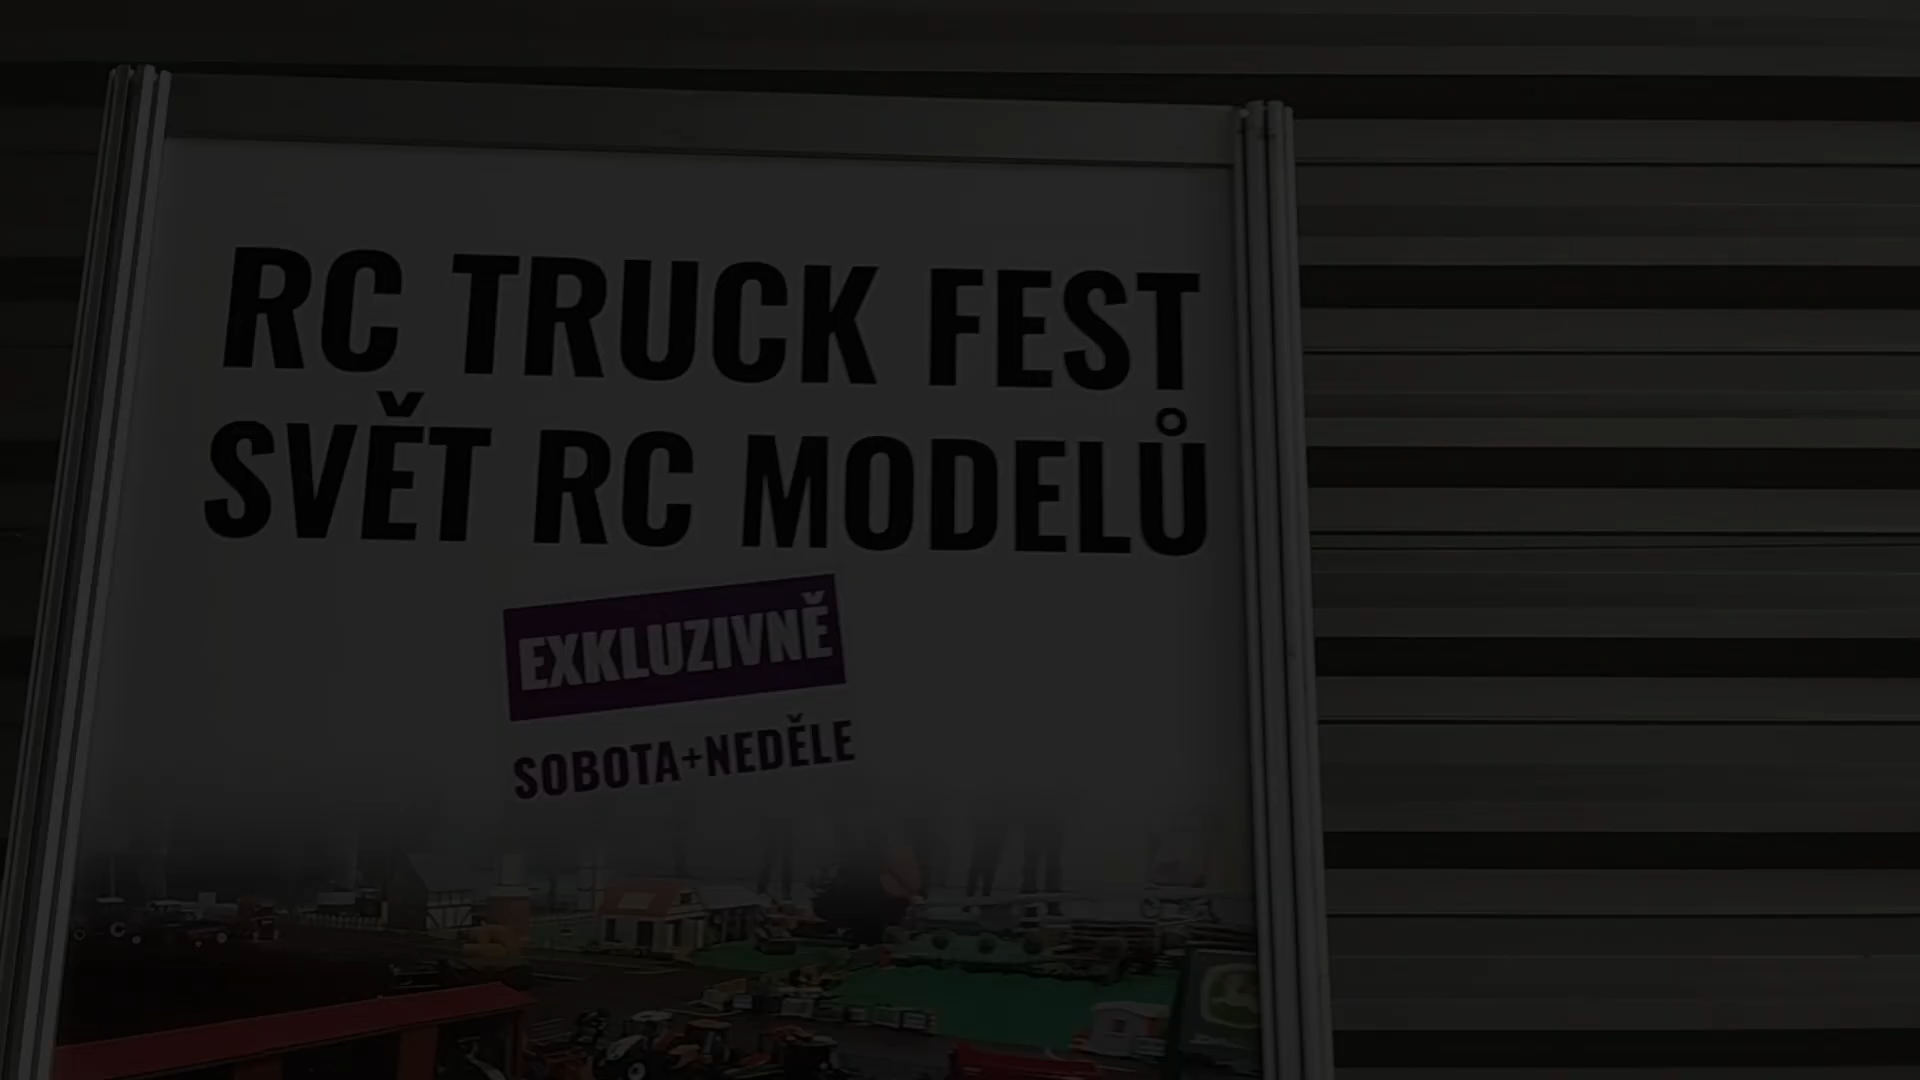 RC TRUCK FEST
SVĚT RC MODELŮ
EXKLUZIVNĚ
SOBOTA+NEDĚLE